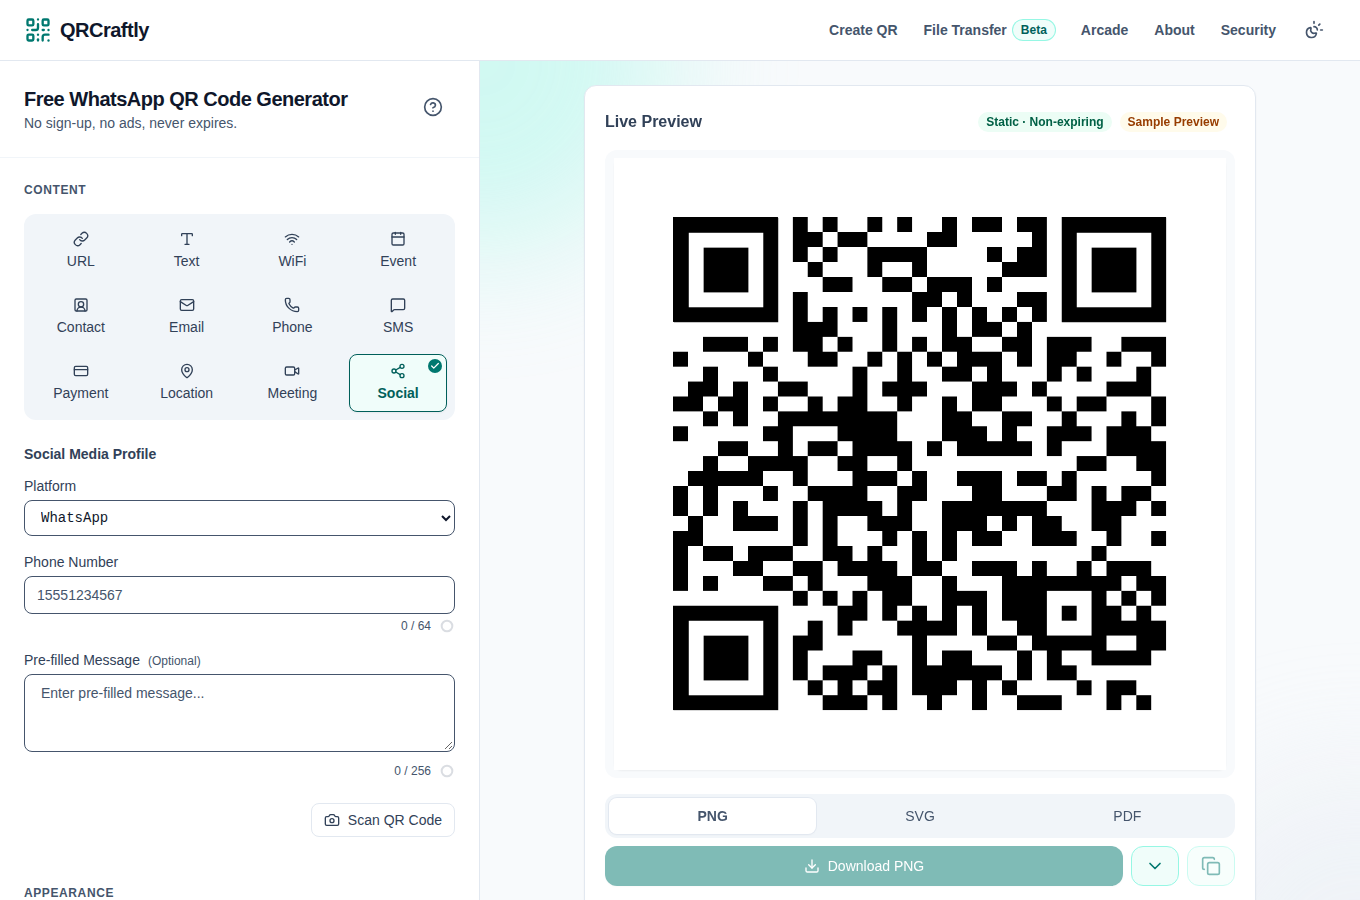 QRCraftly
Create QR
File Transfer Beta
Arcade
About
Security
Free WhatsApp QR Code Generator
No sign-up, no ads, never expires.
CONTENT
URL
Text
WiFi
Event
Contact
Email
Phone
SMS
Payment
Location
Meeting
Social
Social Media Profile
Platform
WhatsApp
Phone Number
15551234567
0 / 64
Pre-filled Message (Optional)
Enter pre-filled message...
0 / 256
Scan QR Code
APPEARANCE
Live Preview
Static · Non-expiring
Sample Preview
PNG
SVG
PDF
Download PNG